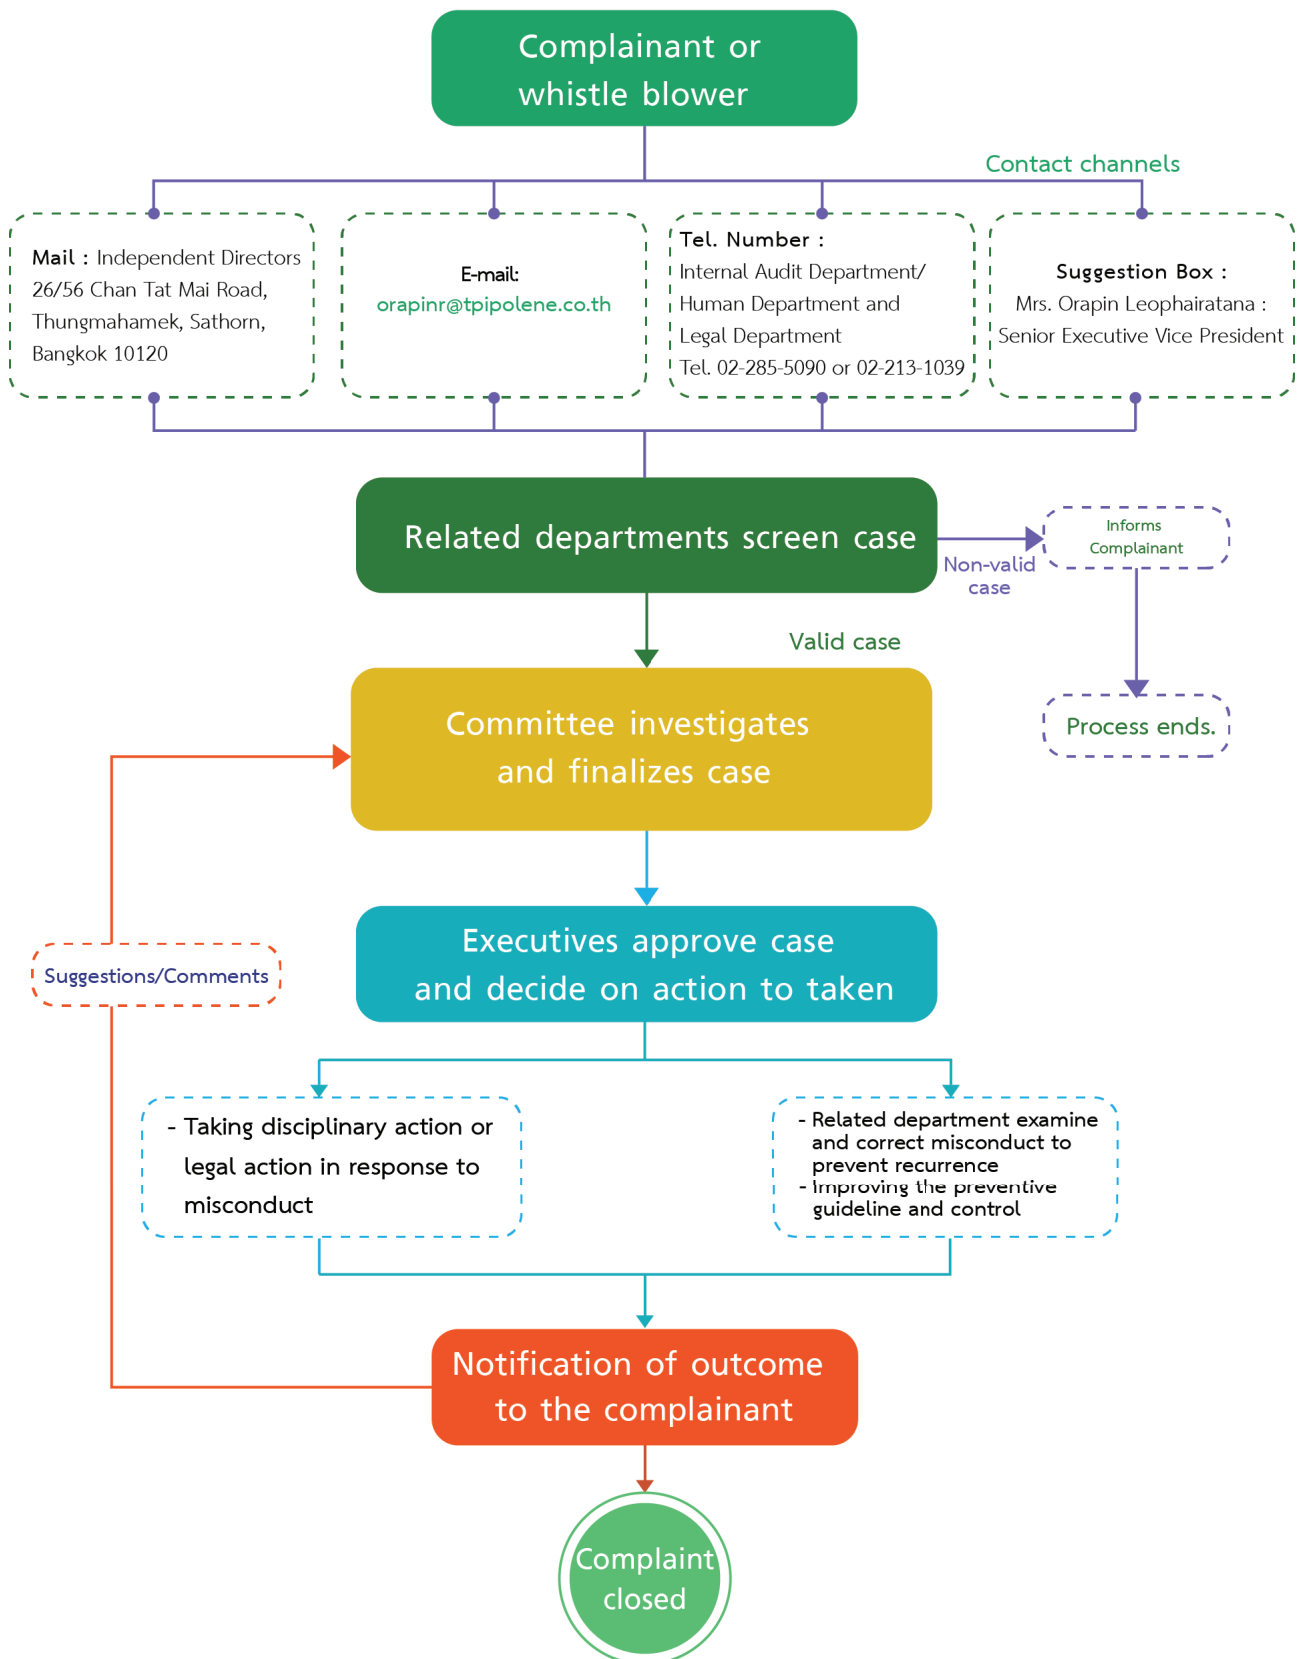 Complainant or
whistle blower
Contact channels
Mail : Independent Directors
26/56 Chan Tat Mai Road,
Thungmahamek, Sathorn,
Bangkok 10120
E-mail:
orapinr@tpipolene.co.th
Tel. Number :
Internal Audit Department/
Human Department and
Legal Department
Tel. 02-285-5090 or 02-213-1039
Suggestion Box :
Mrs. Orapin Leophairatana :
Senior Executive Vice President
Related departments screen case
Non-valid
case
Informs
Complainant
Valid case
Process ends.
Committee investigates
and finalizes case
Executives approve case
and decide on action to taken
Suggestions/Comments
- Taking disciplinary action or
legal action in response to
misconduct
- Related department examine
and correct misconduct to
prevent recurrence
- Improving the preventive
guideline and control
Notification of outcome
to the complainant
Complaint
closed